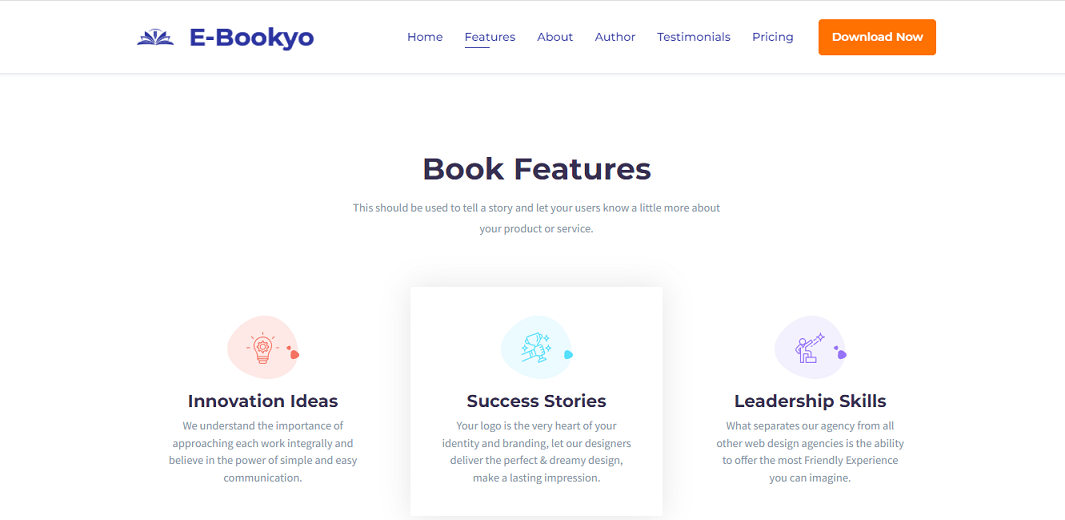 E-Bookyo
Home Features About Author Testimonials Pricing Download Now
Book Features
This should be used to tell a story and let your users know a little more about
your product or service.
Innovation Ideas
We understand the importance of
approaching each work integrally and
believe in the power of simple and easy
communication.
Success Stories
Your logo is the very heart of your
identity and branding, let our designers
deliver the perfect & dreamy design,
make a lasting impression.
Leadership Skills
What separates our agency from all
other web design agencies is the ability
to offer the most Friendly Experience
you can imagine.